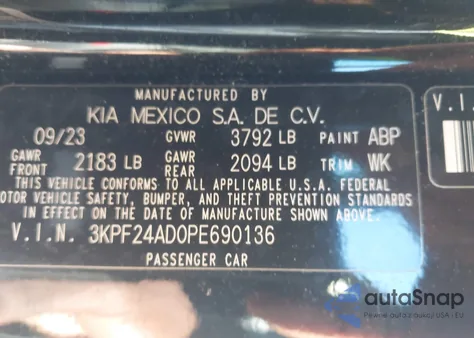 MANUFACTURED BY
KIA MEXICO S.A. DE C.V.
09/23 GVWR 3792 LB PAINT ABP
GAWR FRONT 2183 LB GAWR REAR 2094 LB TRIM WK
THIS VEHICLE CONFORMS TO ALL APPLICABLE U.S.
MOTOR VEHICLE SAFETY, BUMPER, AND THEFT PREVENTION STANDARDS
IN EFFECT ON THE DATE OF MANUFACTURE SHOWN ABOVE.
V.I.N. 3KPF24AD0PE690136
PASSENGER CAR
V.I
autoSnap